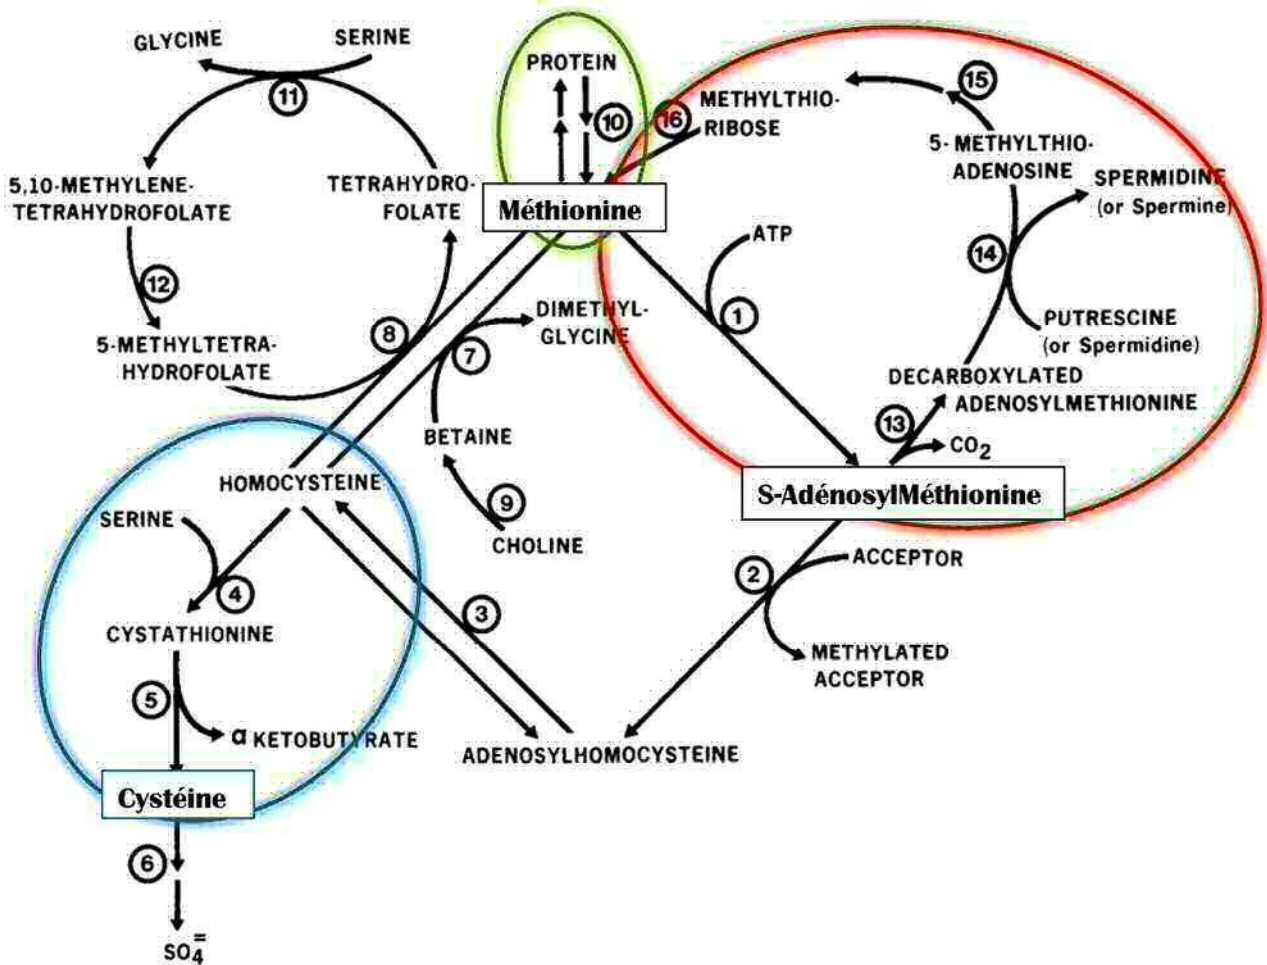 GLYCINE
SERINE
11
5,10-METHYLENE-
TETRAHYDROFOLATE
TETRAHYDRO-
FOLATE
12
5-METHYLTETRA-
HYDROFOLATE
8
PROTEIN
10
16
METHYLTHIO-
RIBOSE
Méthionine
15
5-METHYLTHIO-
ADENOSINE
SPERMIDINE
(or Spermine)
14
PUTRESCINE
(or Spermidine)
ATP
1
DECARBOXYLATED
ADENOSYLMETHIONINE
13
CO2
S-AdénosylMéthionine
DIMETHYL-
GLYCINE
7
BETAINE
9
CHOLINE
HOMOCYSTEINE
SERINE
4
CYSTATHIONINE
3
2
ACCEPTOR
METHYLATED
ACCEPTOR
5
α KETOBUTYRATE
ADENOSYLHOMOCYSTEINE
Cystéine
6
SO4=